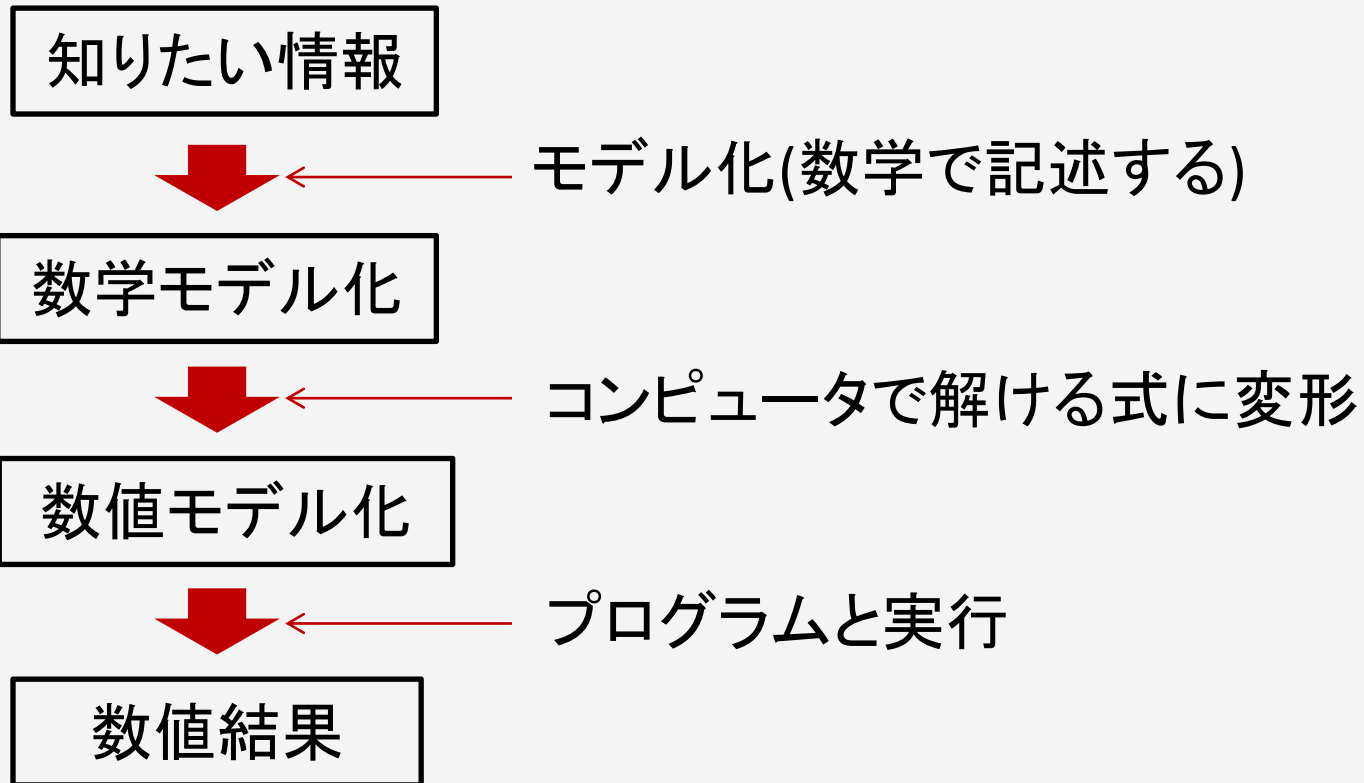 知りたい情報
モデル化(数学で記述する)
数学モデル化
コンピュータで解ける式に変形
数値モデル化
プログラムと実行
数値結果